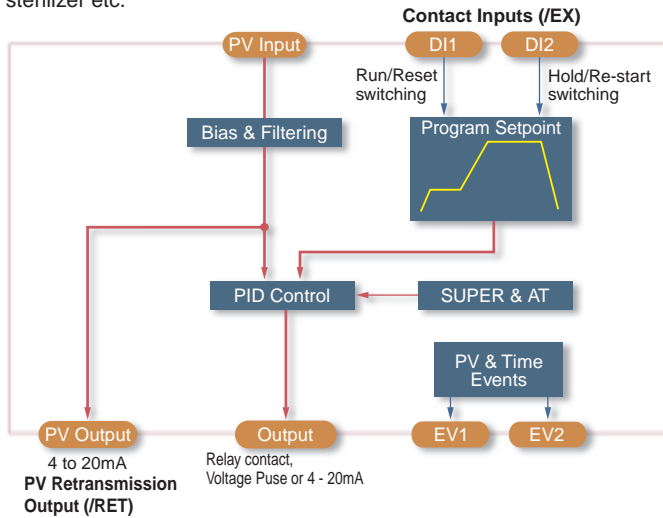 sterilizer etc.
Contact Inputs (/EX)
PV Input
DI1
DI2
Run/Reset
switching
Hold/Re-start
switching
Bias & Filtering
Program Setpoint
PID Control
SUPER & AT
PV & Time
Events
PV Output
Output
EV1
EV2
4 to 20mA
PV Retransmission
Output (/RET)
Relay contact,
Voltage Puse or 4 - 20mA